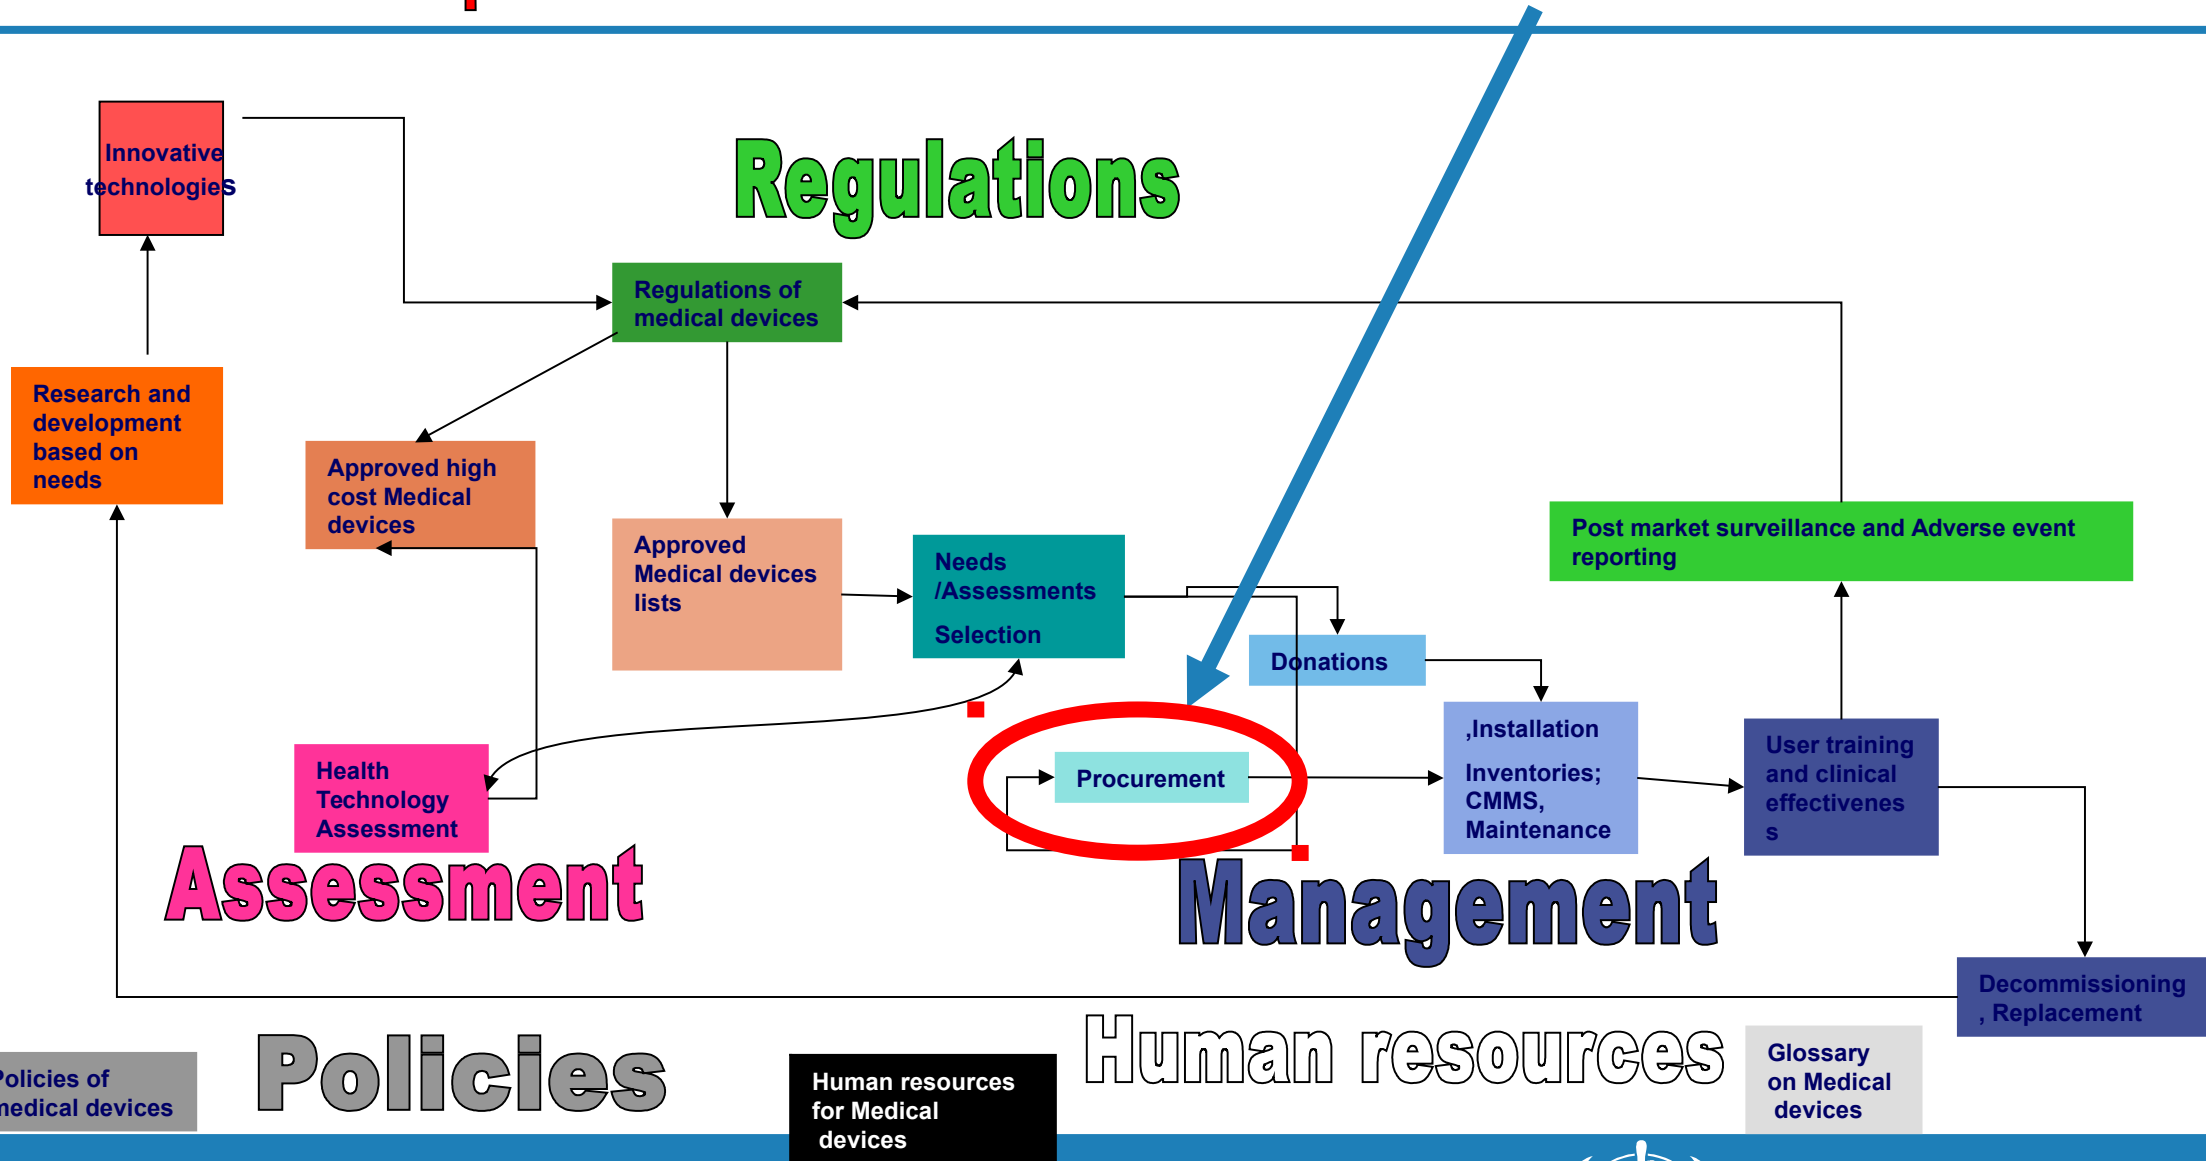 Innovative
technologies
Regulations
Regulations of
medical devices
Research and
development
based on
needs
Approved high
cost Medical
devices
Approved
Medical devices
lists
Needs
/Assessments
Selection
Post market surveillance and Adverse event
reporting
Donations
Health
Technology
Assessment
Procurement
,Installation
Inventories;
CMMS,
Maintenance
User training
and clinical
effectivenes
s
Assessment
Management
Decommissioning
, Replacement
Policies
Human resources
Policies of
medical devices
Human resources
for Medical
devices
Glossary
on Medical
devices